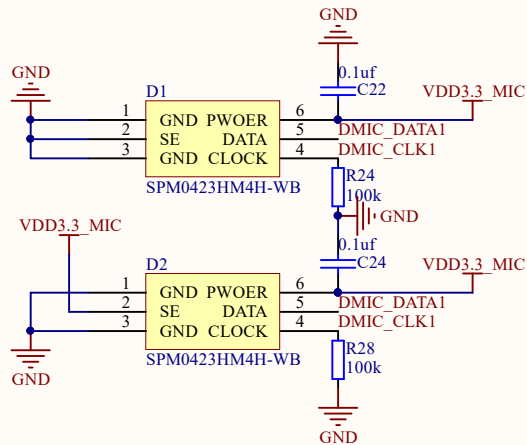 GND
GND
0.1uf
C22
VDD3.3_MIC
D1
1 GND PWOER 6
2 SE DATA 5 DMIC_DATA1
3 GND CLOCK 4 DMIC_CLK1
SPM0423HM4H-WB
R24
100k
GND
VDD3.3_MIC
0.1uf
C24
VDD3.3_MIC
D2
1 GND PWOER 6
2 SE DATA 5 DMIC_DATA1
3 GND CLOCK 4 DMIC_CLK1
SPM0423HM4H-WB
R28
100k
GND
GND